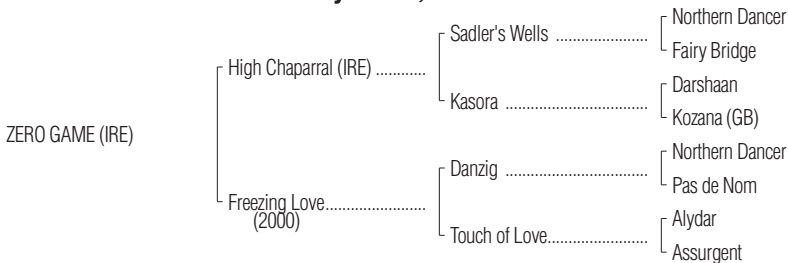 Northern Dancer
Sadler's Wells ......................
Fairy Bridge
High Chaparral (IRE) ............
Darshaan
Kasora ..................................
Kozana (GB)
ZERO GAME (IRE)
Northern Dancer
Danzig ..................................
Pas de Nom
Freezing Love........................
(2000)
Alydar
Touch of Love........................
Assurgent